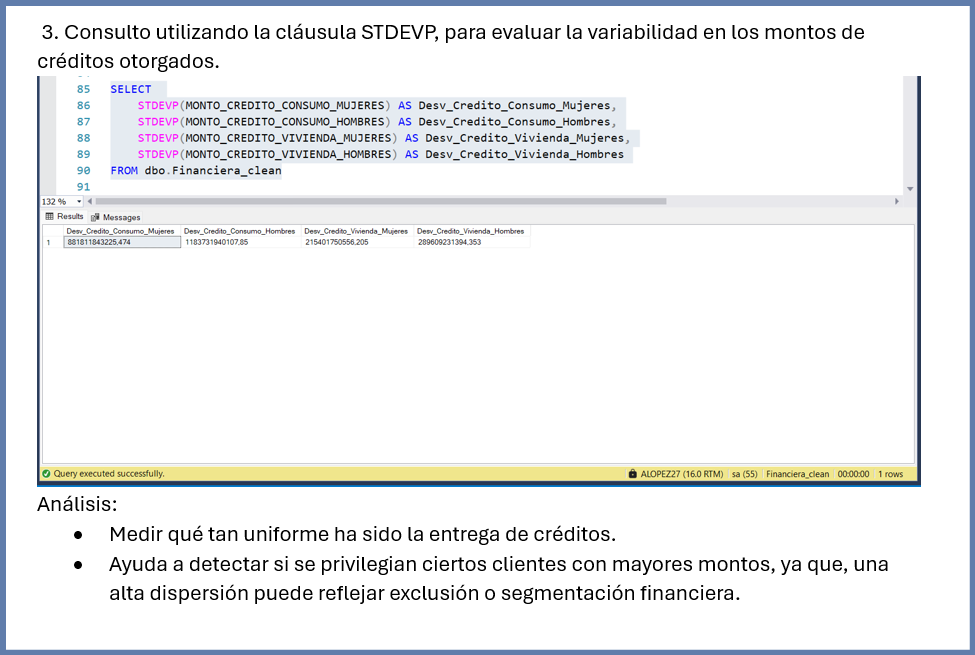 3. Consulto utilizando la cláusula STDEVP, para evaluar la variabilidad en los montos de
créditos otorgados.
85 SELECT
86 STDEVP(MONTO_CREDITO_CONSUMO_MUJERES) AS Desv_Credito_Consumo_Mujeres,
87 STDEVP(MONTO_CREDITO_CONSUMO_HOMBRES) AS Desv_Credito_Consumo_Hombres,
88 STDEVP(MONTO_CREDITO_VIVIENDA_MUJERES) AS Desv_Credito_Vivienda_Mujeres,
89 STDEVP(MONTO_CREDITO_VIVIENDA_HOMBRES) AS Desv_Credito_Vivienda_Hombres
90 FROM dbo.Financiera_clean
91
132 %
Results Messages
Desv_Credito_Consumo_Mujeres Desv_Credito_Consumo_Hombres Desv_Credito_Vivienda_Mujeres Desv_Credito_Vivienda_Hombres
1 881811843225,474 1183731940107,85 215401750556,205 289609231394,353
Query executed successfully. ALOPEZ27 (16.0 RTM) sa (55) Financiera_clean 00:00:00 1 rows
Análisis:
● Medir qué tan uniforme ha sido la entrega de créditos.
● Ayuda a detectar si se privilegian ciertos clientes con mayores montos, ya que, una
alta dispersión puede reflejar exclusión o segmentación financiera.